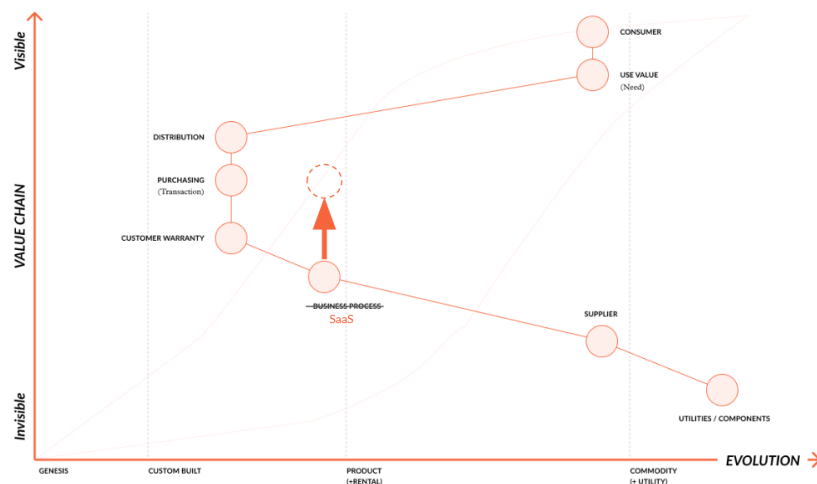 Visible
CONSUMER
USE VALUE
(Need)
DISTRIBUTION
PURCHASING
(Transaction)
VALUE CHAIN
CUSTOMER WARRANTY
BUSINESS PROCESS
SaaS
SUPPLIER
Invisible
UTILITIES / COMPONENTS
EVOLUTION
GENESIS
CUSTOM BUILT
PRODUCT
(+RENTAL)
COMMODITY
(+ UTILITY)